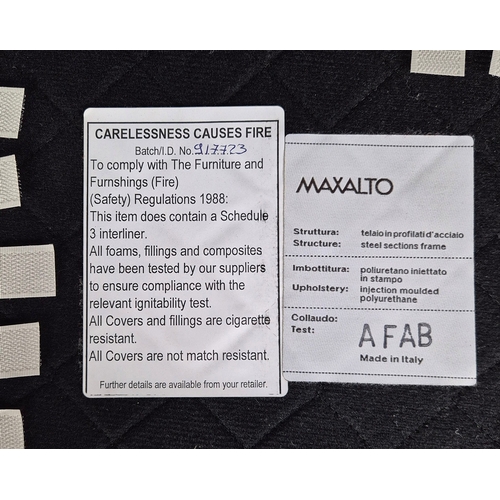 CARELESSNESS CAUSES FIRE
Batch/I.D. No. 917723
To comply with The Furniture and
Furnshings (Fire)
(Safety) Regulations 1988:
This item does contain a Schedule
3 interliner.
All foams, fillings and composites
have been tested by our suppliers
to ensure compliance with the
relevant ignitability test.
All Covers and fillings are cigarette
resistant.
All Covers are not match resistant.
Further details are available from your retailer.
MAXALTO
Struttura: telaio in profilati d'acciaio
Structure: steel sections frame
Imbottitura: poliuretano iniettato
in stampo
Upholstery: injection moulded
polyurethane
Collaudo:
Test: AFAB
Made in Italy